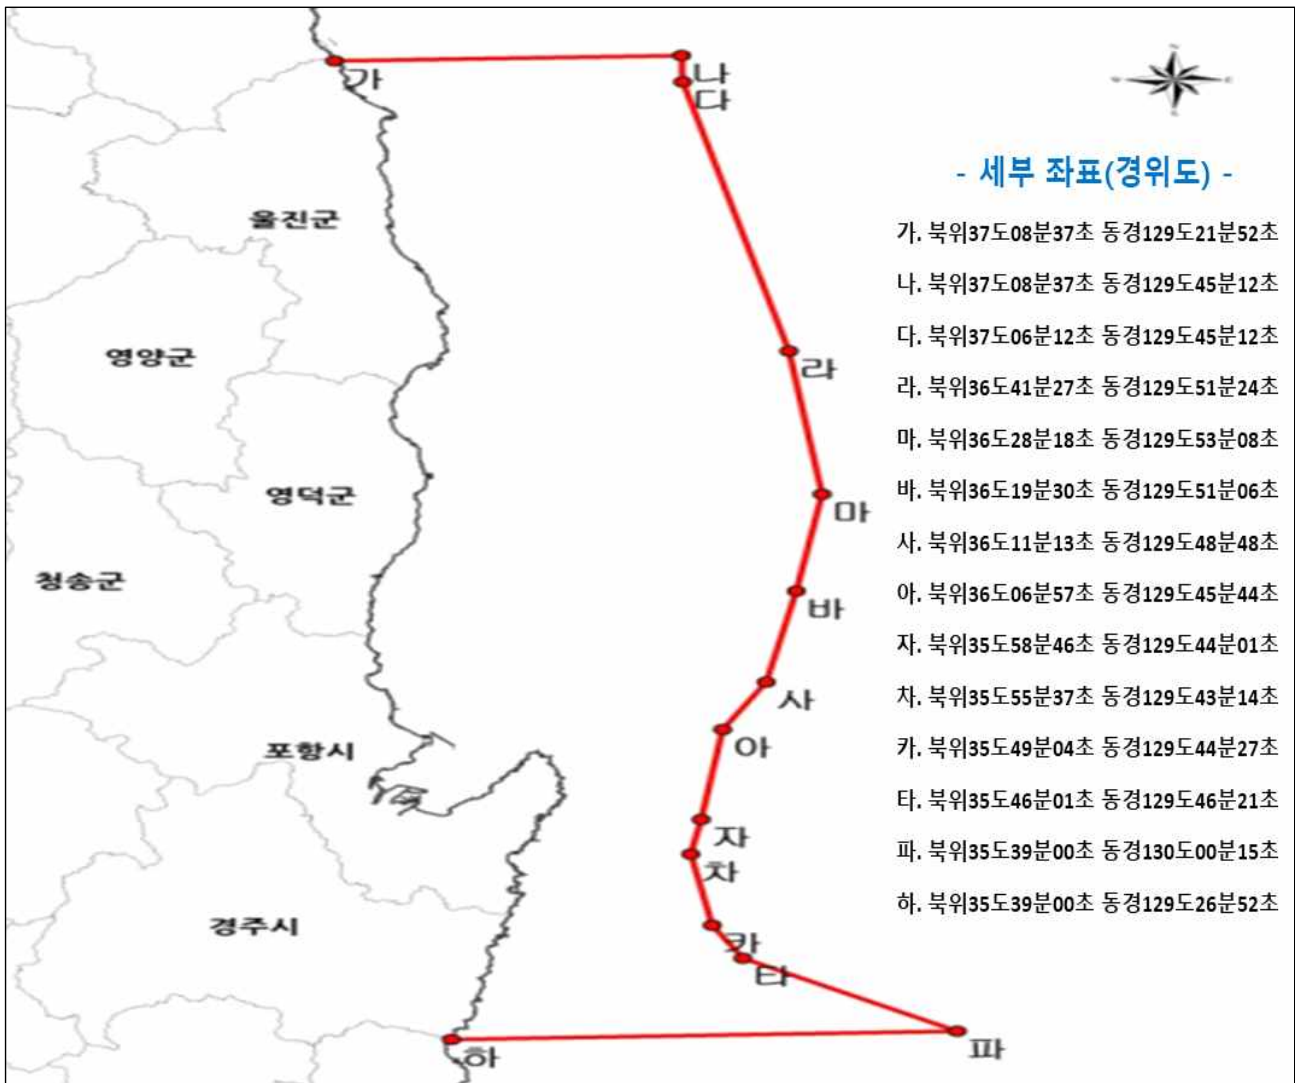 가
나
다
- 세부 좌표(경위도) -
울진군
가. 북위37도08분37초 동경129도21분52초
나. 북위37도08분37초 동경129도45분12초
다. 북위37도06분12초 동경129도45분12초
영양군
라
라. 북위36도41분27초 동경129도51분24초
마. 북위36도28분18초 동경129도53분08초
영덕군
마
바. 북위36도19분30초 동경129도51분06초
사. 북위36도11분13초 동경129도48분48초
청송군
바
아. 북위36도06분57초 동경129도45분44초
자. 북위35도58분46초 동경129도44분01초
사
차. 북위35도55분37초 동경129도43분14초
포항시
아
카. 북위35도49분04초 동경129도44분27초
타. 북위35도46분01초 동경129도46분21초
자
차
파. 북위35도39분00초 동경130도00분15초
하. 북위35도39분00초 동경129도26분52초
경주시
카
타
하
파